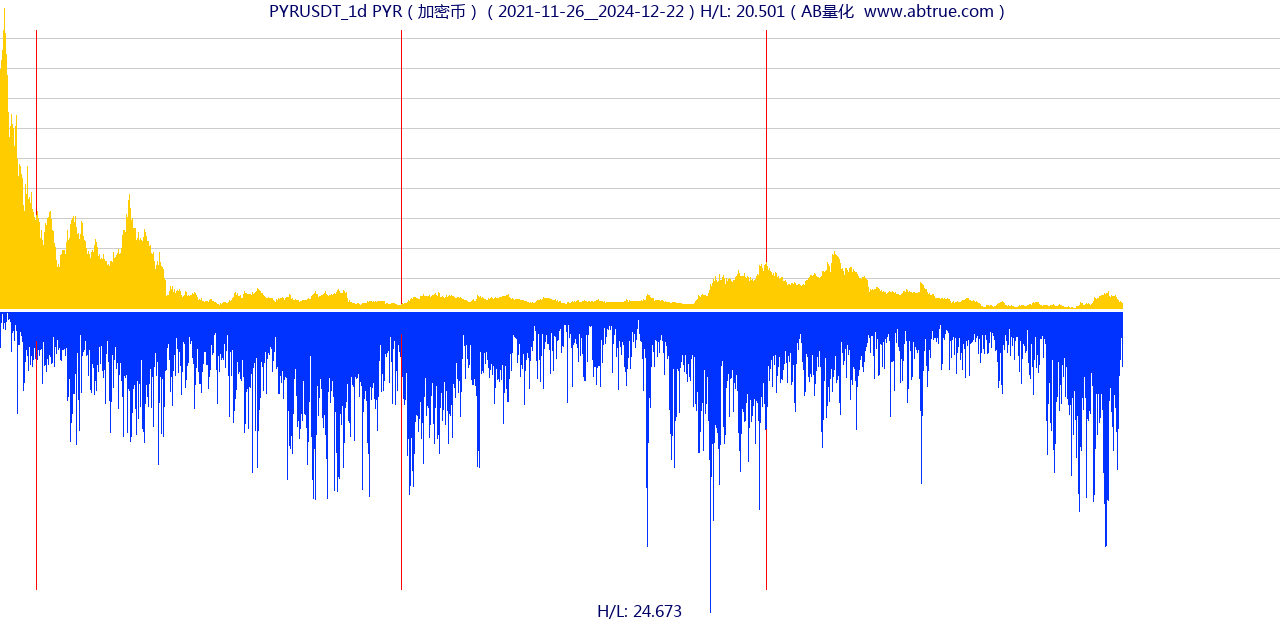 PYRUSDT_1d PYR（加密币）（2021-11-26__2024-12-22）H/L: 20.501（AB量化  www.abtrue.com）
H/L: 24.673